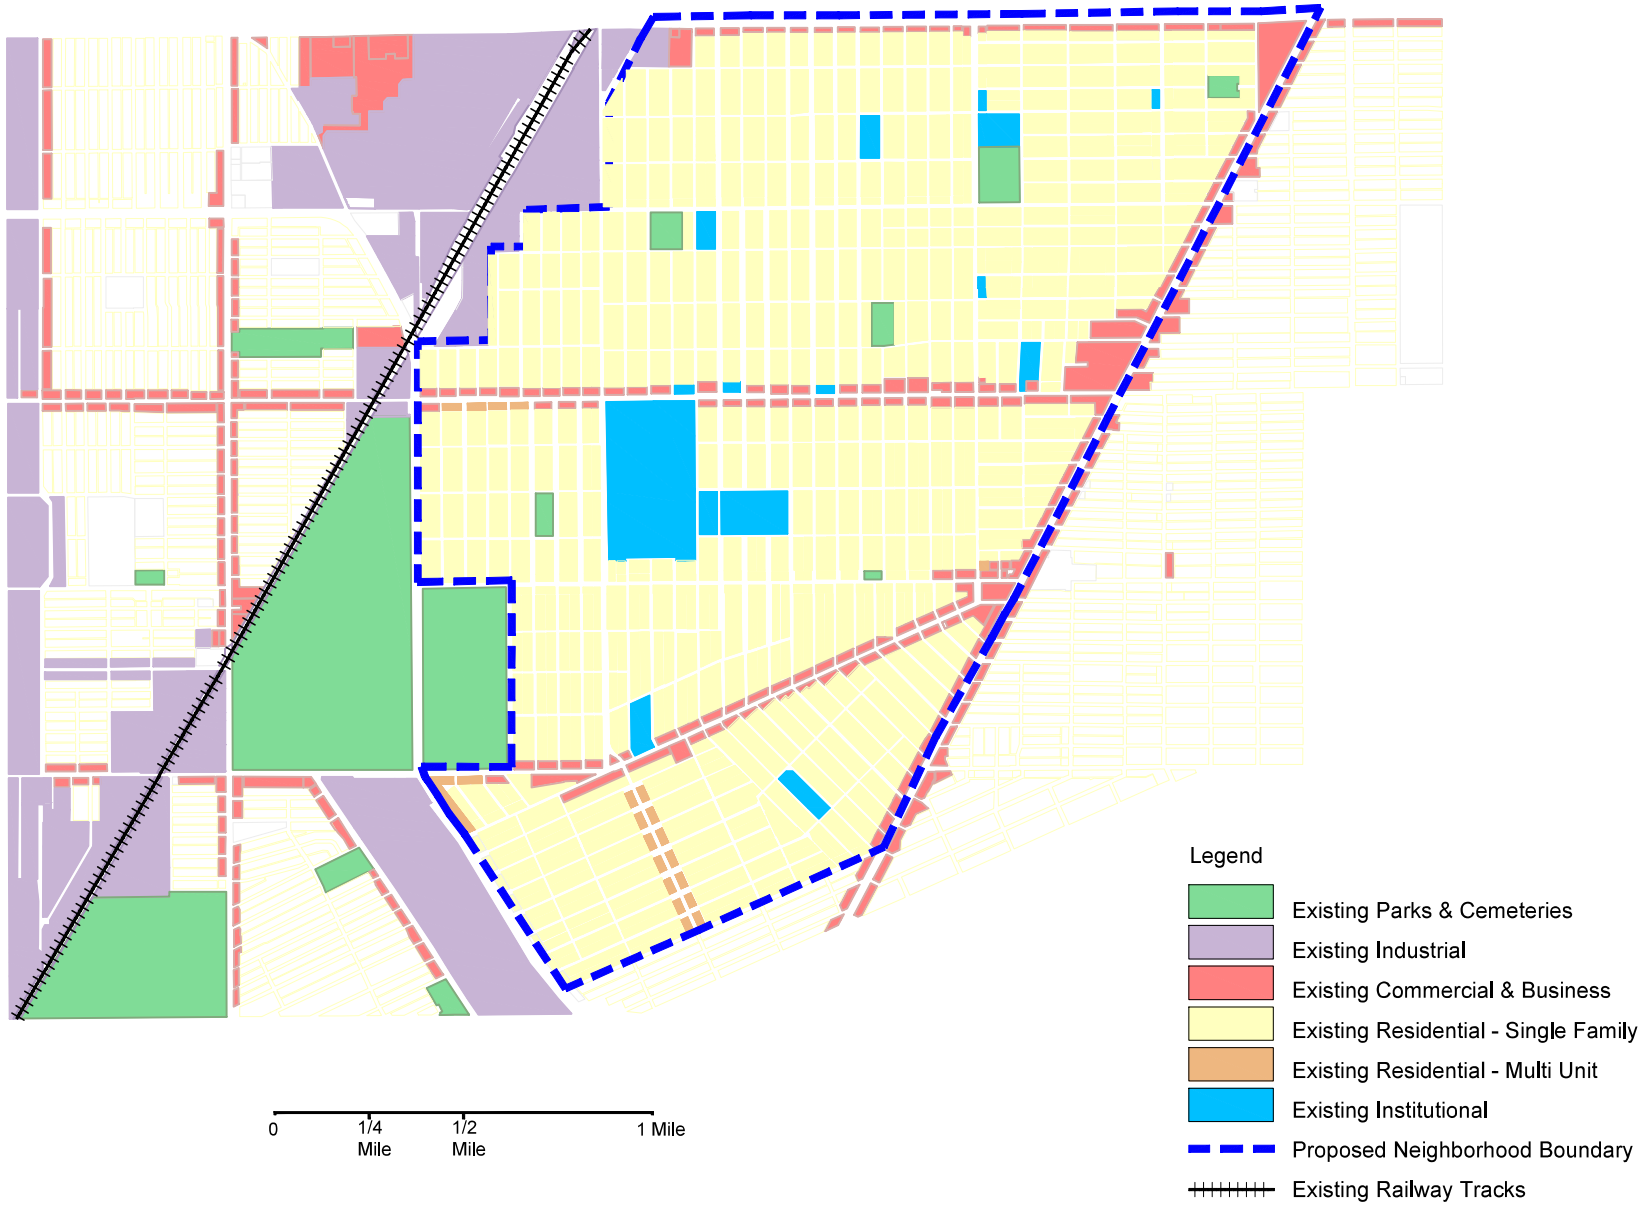 Legend
Existing Parks & Cemeteries
Existing Industrial
Existing Commercial & Business
Existing Residential - Single Family
Existing Residential - Multi Unit
Existing Institutional
Proposed Neighborhood Boundary
Existing Railway Tracks
0 1/4 1/2 1 Mile
Mile Mile